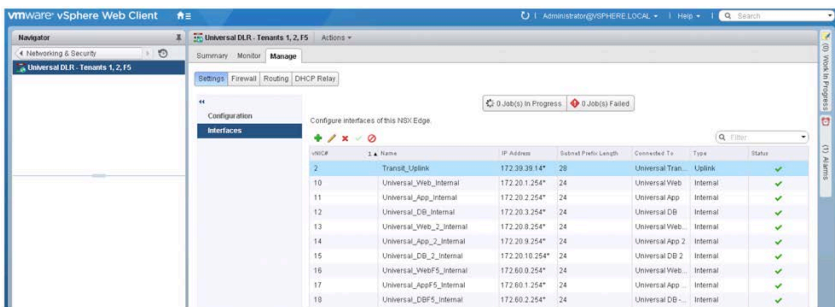 vmware® vSphere Web Client
Administrator@VSPHERE.LOCAL
Help
Search
Navigator
Networking & Security
Universal DLR - Tenants 1, 2, F5
Universal DLR - Tenants 1, 2, F5 Actions
Summary Monitor Manage
Settings Firewall Routing DHCP Relay
0 Job(s) In Progress 0 Job(s) Failed
Configuration
Interfaces
Configure interfaces of this NSX Edge.
Filter
vNIC# 1 ▲ Name IP Address Subnet Prefix Length Connected To Type Status
2 Transit_Uplink 172.39.39.14* 28 Universal Tran... Uplink
10 Universal_Web_Internal 172.20.1.254* 24 Universal Web Internal
11 Universal_App_Internal 172.20.2.254* 24 Universal App Internal
12 Universal_DB_Internal 172.20.3.254* 24 Universal DB Internal
13 Universal_Web_2_Internal 172.20.8.254* 24 Universal Web... Internal
14 Universal_App_2_Internal 172.20.9.254* 24 Universal App 2 Internal
15 Universal_DB_2_Internal 172.20.10.254* 24 Universal DB 2 Internal
16 Universal_WebF5_Internal 172.60.0.254* 24 Universal Web... Internal
17 Universal_AppF5_Internal 172.60.1.254* 24 Universal App ... Internal
18 Universal_DBF5_Internal 172.60.2.254* 24 Universal DB -... Internal
(0) Work In Progress
(1) Alarms